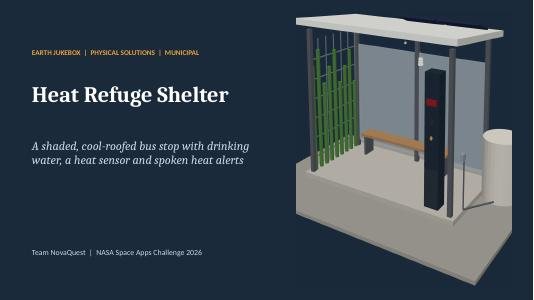 EARTH JUKEBOX | PHYSICAL SOLUTIONS | MUNICIPAL
Heat Refuge Shelter
A shaded, cool-roofed bus stop with drinking
water, a heat sensor and spoken heat alerts
Team NovaQuest | NASA Space Apps Challenge 2026